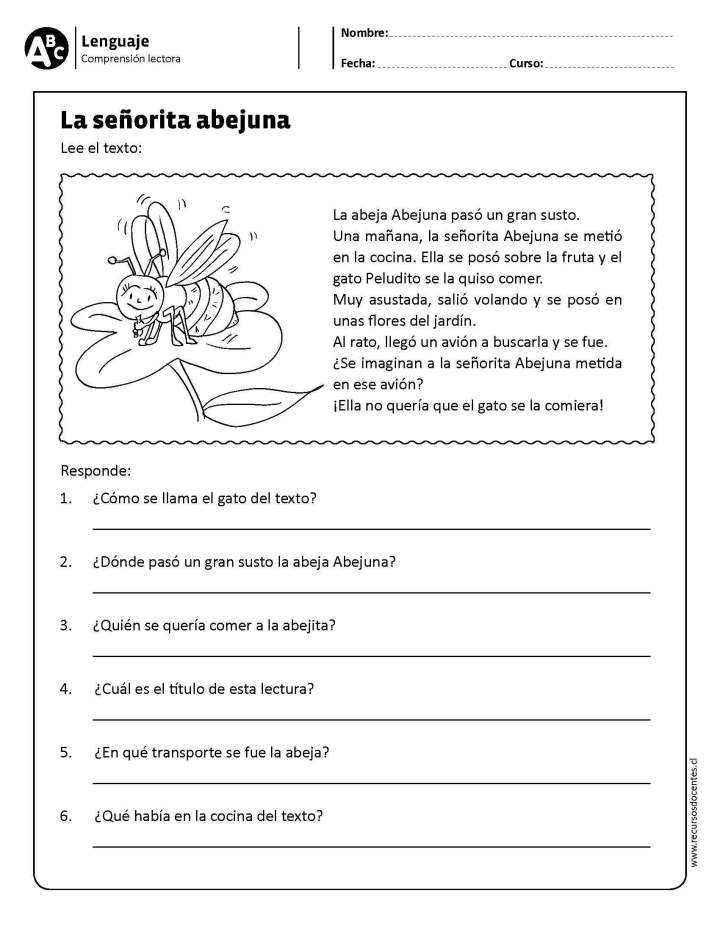 ABC
Lenguaje
Comprensión lectora
Nombre:
Fecha: Curso:
La señorita abejuna
Lee el texto:
La abeja Abejuna pasó un gran susto.
Una mañana, la señorita Abejuna se metió
en la cocina. Ella se posó sobre la fruta y el
gato Peludito se la quiso comer.
Muy asustada, salió volando y se posó en
unas flores del jardín.
Al rato, llegó un avión a buscarla y se fue.
¿Se imaginan a la señorita Abejuna metida
en ese avión?
¡Ella no quería que el gato se la comiera!
Responde:
1. ¿Cómo se llama el gato del texto?
2. ¿Dónde pasó un gran susto la abeja Abejuna?
3. ¿Quién se quería comer a la abejita?
4. ¿Cuál es el título de esta lectura?
5. ¿En qué transporte se fue la abeja?
6. ¿Qué había en la cocina del texto?
www.recursosdocentes.cl